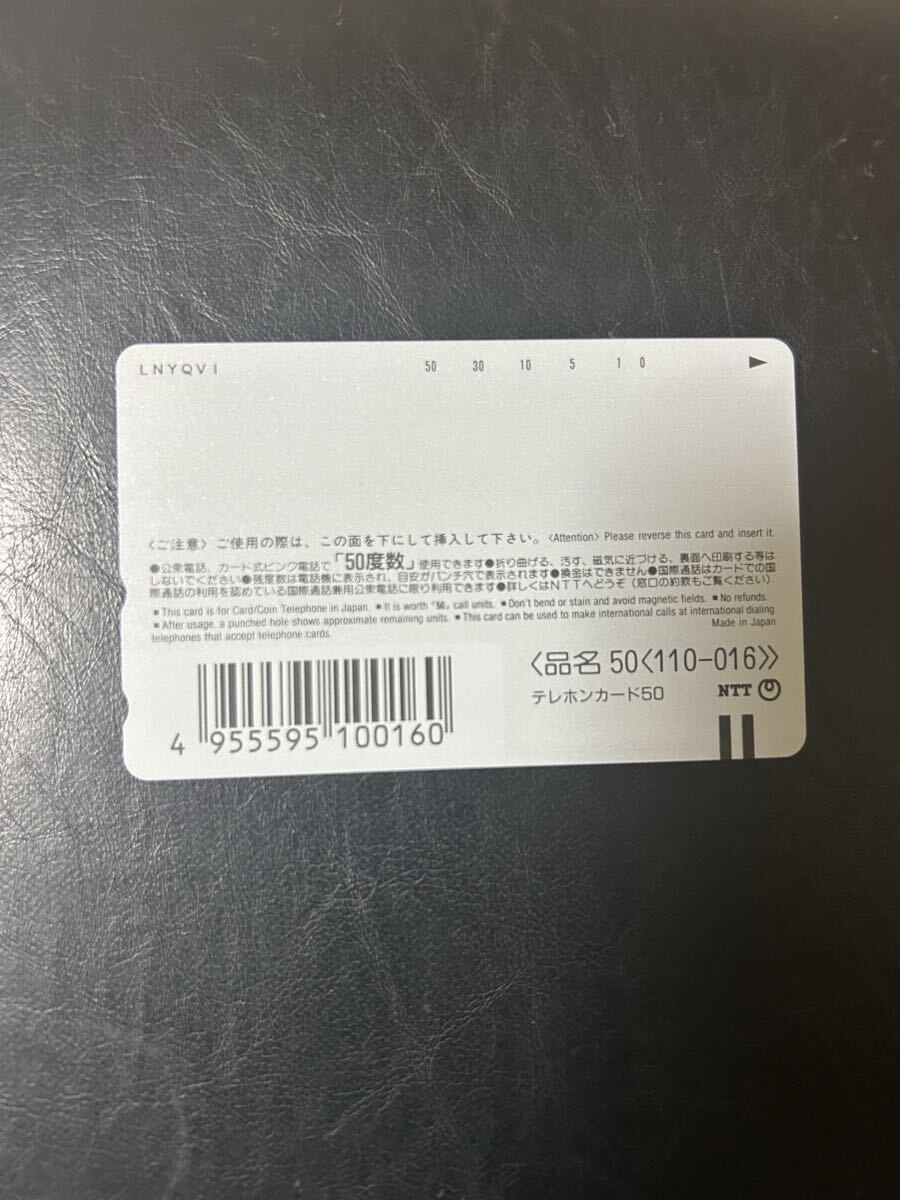 LNYQVI 50 30 10 5 1 0
〈ご注意〉ご使用の際は、この面を下にして挿入して下さい。〈Attention〉Please reverse this card and insert it.
●公衆電話、カード式ピンク電話で「50度数」使用できます●折り曲げる、汚す、磁気に近づける、裏面へ印刷する等は
しないでください●残度数は電話機に表示され、目安がパンチ穴で表示されます●換金はできません●国際通話はカードでの国
際通話の利用を認めている国際通話兼用公衆電話に限り利用できます●詳しくはNTTへどうぞ(窓口の約款もご覧ください)
■This card is for Card/Coin Telephone in Japan. ■It is worth "50" call units. ■Don't bend or stain and avoid magnetic fields. ■No refunds.
■After usage, a punched hole shows approximate remaining units. ■This card can be used to make international calls at international dialing
telephones that accept telephone cards. Made in Japan
〈品名 50〈110-016〉〉
テレホンカード50 NTT
4 955595 100160